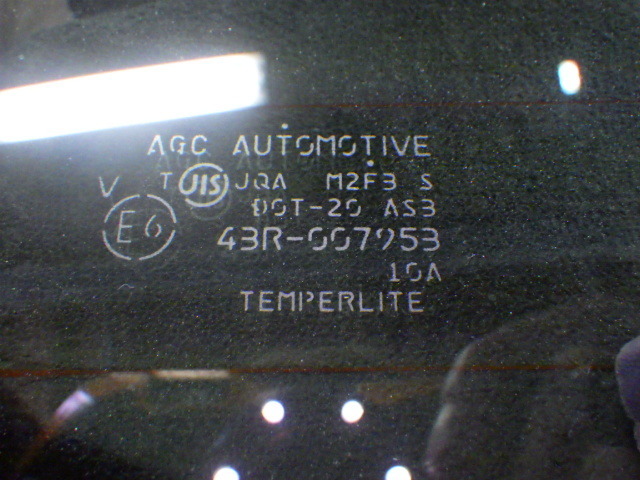 AGC AUTOMOTIVE
V T JIS JQA M2F3 S
DOT-20 AS3
E6 43R-007953
10A
TEMPERLITE